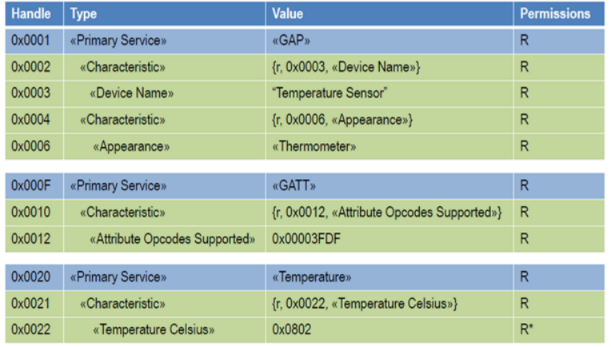 Handle Type Value Permissions
0x0001 «Primary Service» «GAP» R
0x0002 «Characteristic» {r, 0x0003, «Device Name»} R
0x0003 «Device Name» “Temperature Sensor” R
0x0004 «Characteristic» {r, 0x0006, «Appearance»} R
0x0006 «Appearance» «Thermometer» R
0x000F «Primary Service» «GATT» R
0x0010 «Characteristic» {r, 0x0012, «Attribute Opcodes Supported»} R
0x0012 «Attribute Opcodes Supported» 0x00003FDF R
0x0020 «Primary Service» «Temperature» R
0x0021 «Characteristic» {r, 0x0022, «Temperature Celsius»} R
0x0022 «Temperature Celsius» 0x0802 R*